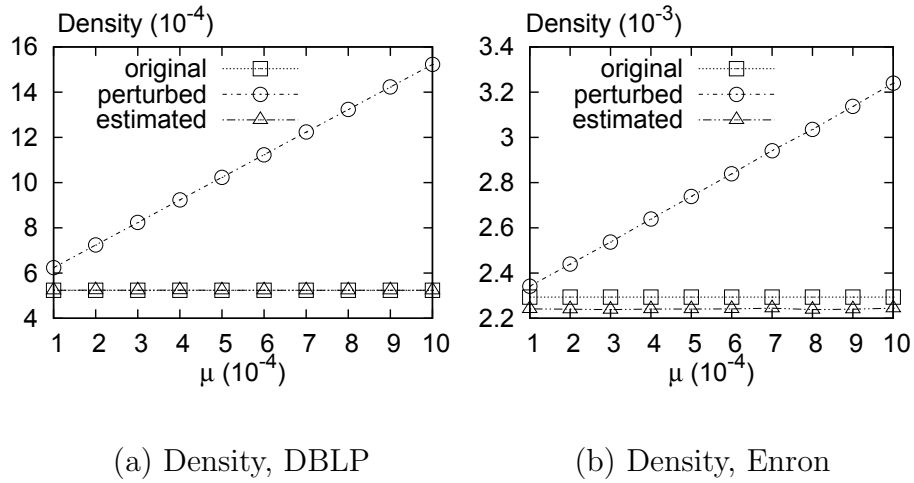 Density (10-4)
16
14
12
10
8
6
4
original
perturbed
estimated
1 2 3 4 5 6 7 8 9 10
μ (10-4)
(a) Density, DBLP
Density (10-3)
3.4
3.2
3
2.8
2.6
2.4
2.2
original
perturbed
estimated
1 2 3 4 5 6 7 8 9 10
μ (10-4)
(b) Density, Enron